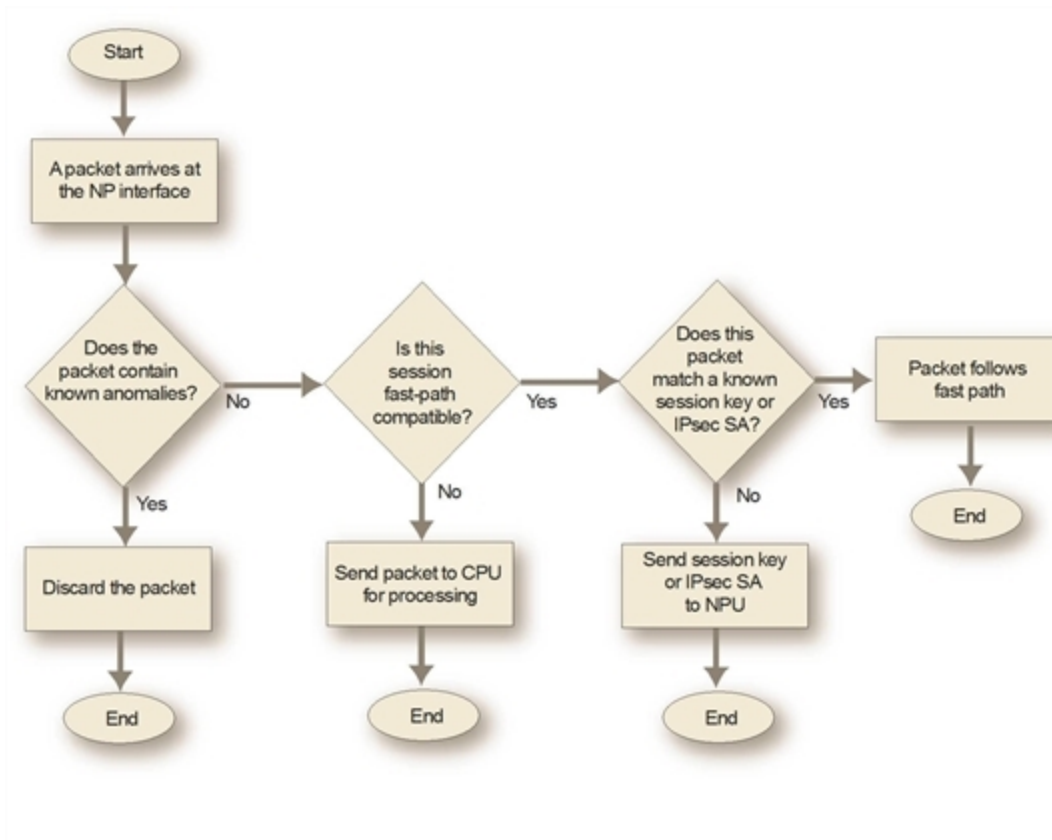 Start
A packet arrives at
the NP interface
Does the
packet contain
known anomalies?
No
Is this
session
fast-path
compatible?
Yes
Does this
packet
match a known
session key or
IPsec SA?
Yes
Packet follows
fast path
End
Yes
Discard the packet
End
No
Send packet to CPU
for processing
End
No
Send session key
or IPsec SA
to NPU
End